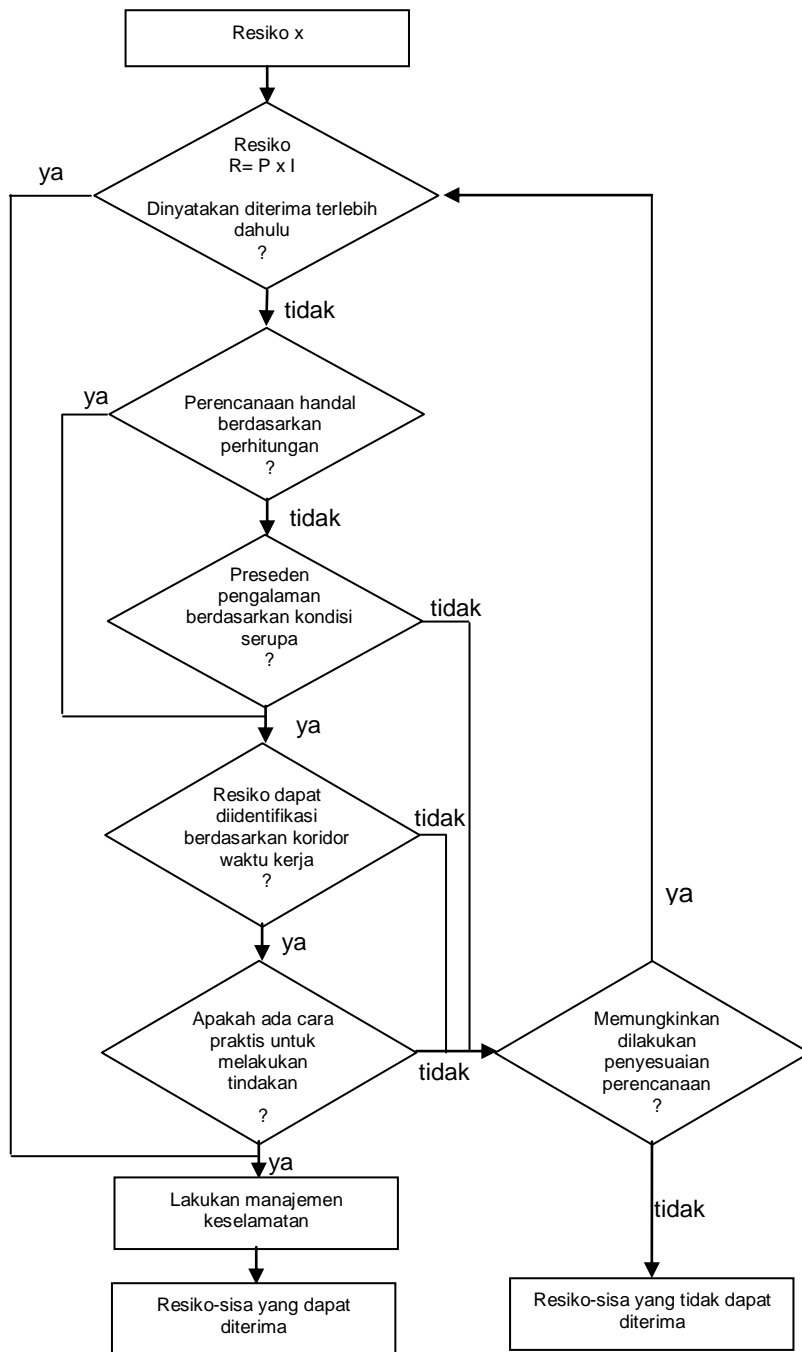 Resiko x
Resiko
R= P x I
Dinyatakan diterima terlebih
dahulu
?
ya
tidak
Perencanaan handal
berdasarkan
perhitungan
?
ya
tidak
Preseden
pengalaman
berdasarkan kondisi
serupa
?
tidak
ya
Resiko dapat
diidentifikasi
berdasarkan koridor
waktu kerja
?
tidak
ya
Apakah ada cara
praktis untuk
melakukan
tindakan
?
tidak
ya
Memungkinkan
dilakukan
penyesuaian
perencanaan
?
ya
tidak
Lakukan manajemen
keselamatan
Resiko-sisa yang dapat
diterima
Resiko-sisa yang tidak dapat
diterima